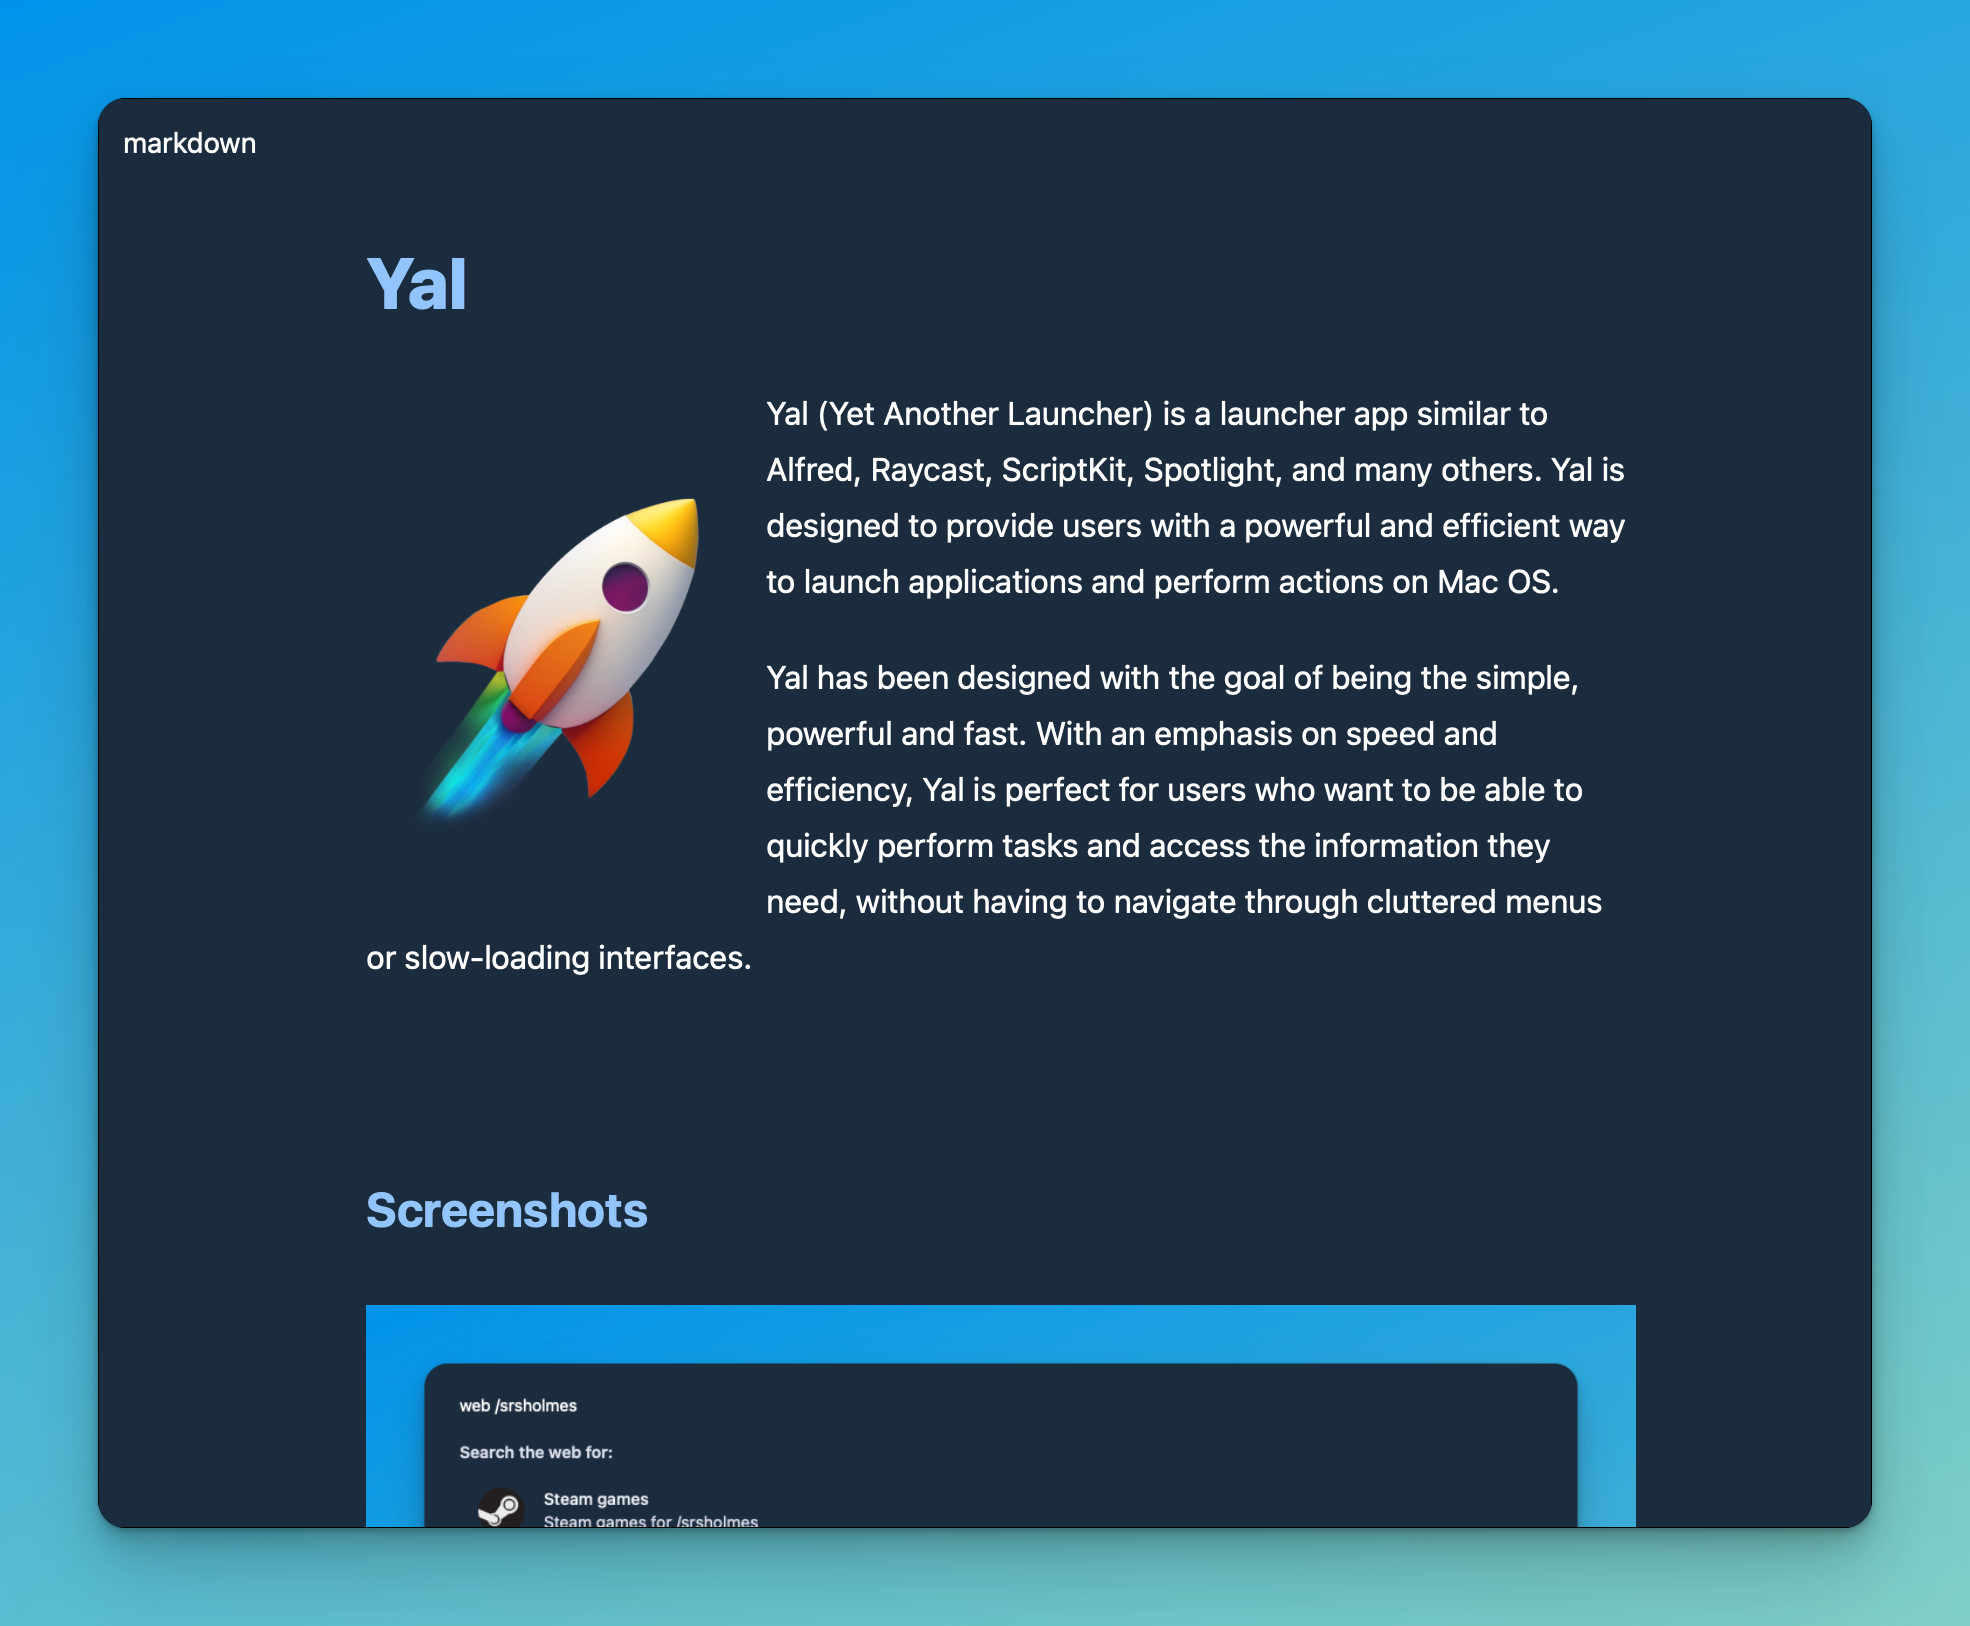 markdown
Yal
Yal (Yet Another Launcher) is a launcher app similar to
Alfred, Raycast, ScriptKit, Spotlight, and many others. Yal is
designed to provide users with a powerful and efficient way
to launch applications and perform actions on Mac OS.
Yal has been designed with the goal of being the simple,
powerful and fast. With an emphasis on speed and
efficiency, Yal is perfect for users who want to be able to
quickly perform tasks and access the information they
need, without having to navigate through cluttered menus
or slow-loading interfaces.
Screenshots
web /srsholmes
Search the web for:
Steam games
Steam games for /srsholmes